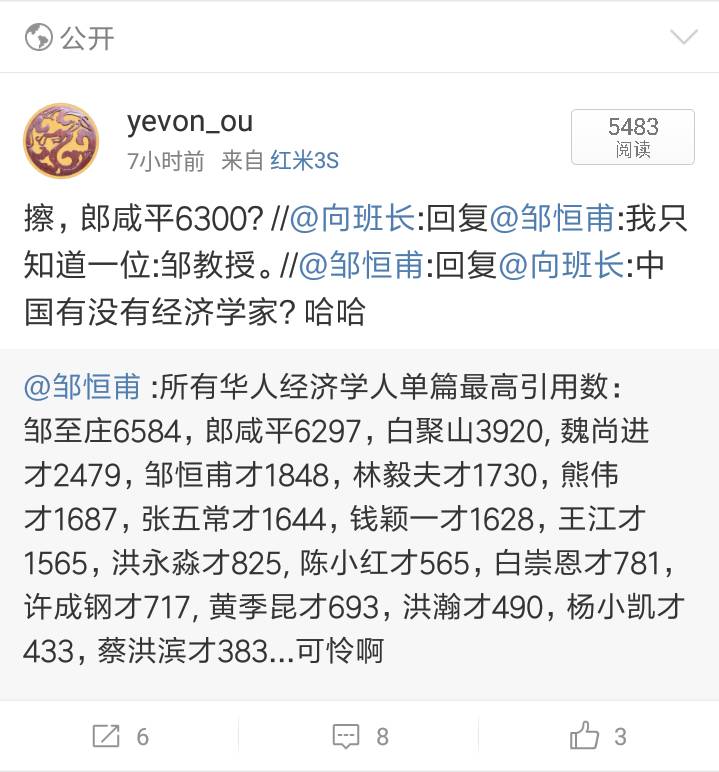 公开
yevon_ou
7小时前 来自 红米3S
5483
阅读
擦，郎咸平6300? //@向班长:回复@邹恒甫:我只
知道一位:邹教授。//@邹恒甫:回复@向班长:中
国有没有经济学家? 哈哈
@邹恒甫 :所有华人经济学人单篇最高引用数：
邹至庄6584，郎咸平6297，白聚山3920, 魏尚进
才2479，邹恒甫才1848，林毅夫才1730，熊伟
才1687，张五常才1644，钱颖一才1628，王江才
1565，洪永淼才825, 陈小红才565，白崇恩才781，
许成钢才717, 黄季昆才693，洪瀚才490，杨小凯才
433，蔡洪滨才383...可怜啊
6
8
3